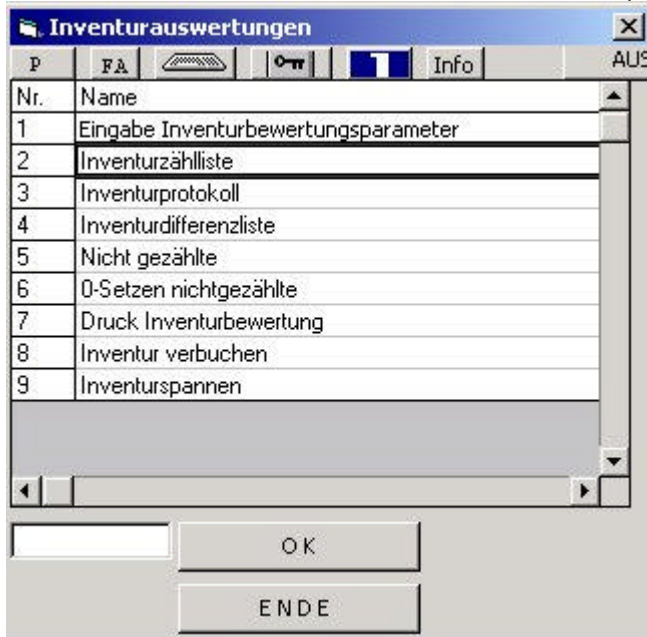 Inventurauswertungen
P FA Info AUS
Nr. Name
1 Eingabe Inventurbewertungsparameter
2 Inventurzählliste
3 Inventurprotokoll
4 Inventurdifferenzliste
5 Nicht gezählte
6 0-Setzen nichtgezählte
7 Druck Inventurbewertung
8 Inventur verbuchen
9 Inventurspannen
OK
ENDE